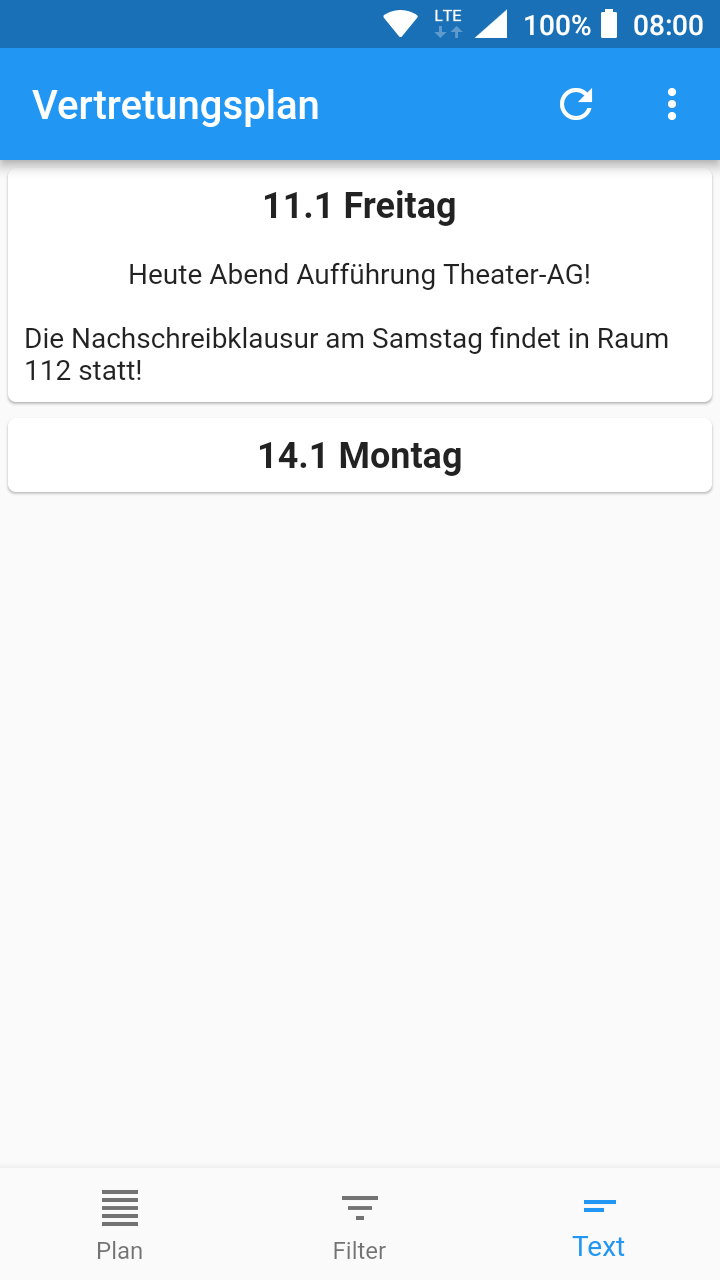 LTE 100% 08:00
Vertretungsplan
11.1 Freitag
Heute Abend Aufführung Theater-AG!
Die Nachschreibklausur am Samstag findet in Raum
112 statt!
14.1 Montag
Plan Filter Text